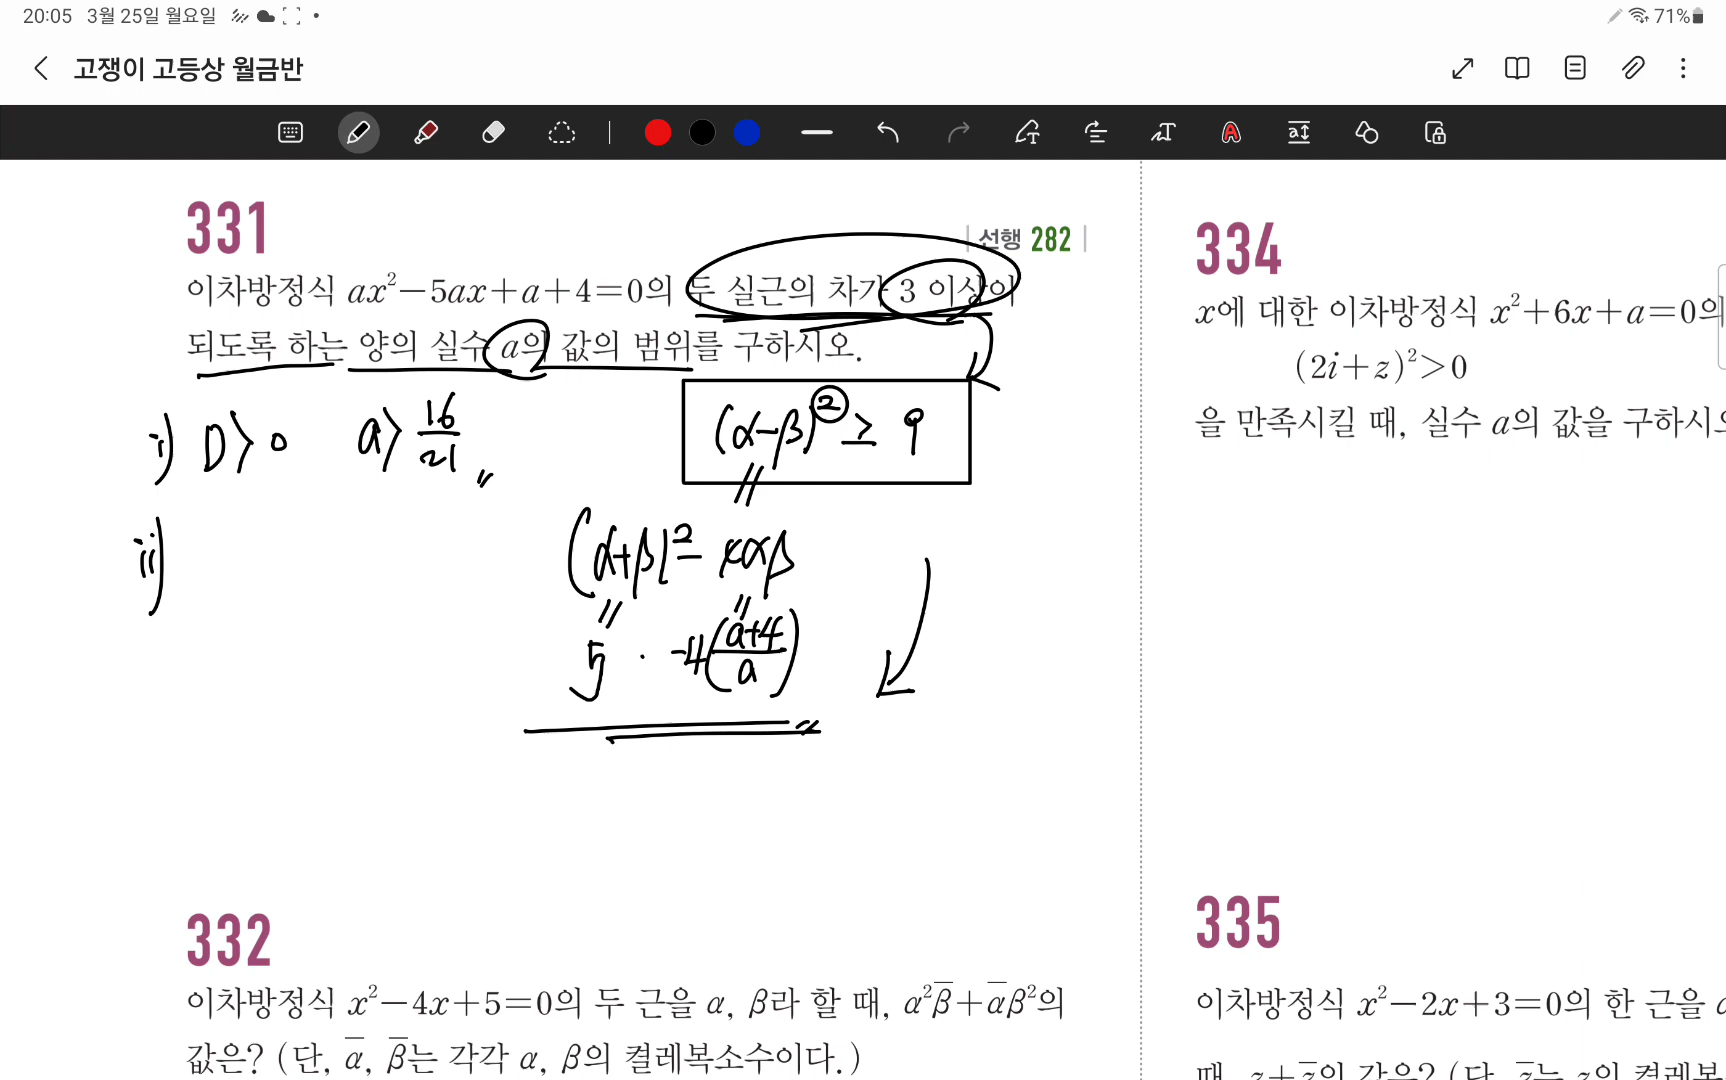 20:05 3월 25일 월요일
71%
고쟁이 고등상 월금반
331
선행 282
이차방정식 ax²−5ax+a+4=0의 두 실근의 차가 3 이상이
되도록 하는 양의 실수 a의 값의 범위를 구하시오.
i) D>0 a> 16/21
(α−β)² ≥ 9
ii)
(α+β)²− 4αβ
5 · −4((a+4)/a)
332
이차방정식 x²−4x+5=0의 두 근을 α, β라 할 때, α²β̅+α̅β²의
값은? (단, α̅, β̅는 각각 α, β의 켤레복소수이다.)
334
x에 대한 이차방정식 x²+6x+a=0의
(2i+z)²>0
을 만족시킬 때, 실수 a의 값을 구하시오
335
이차방정식 x²−2x+3=0의 한 근을
때,